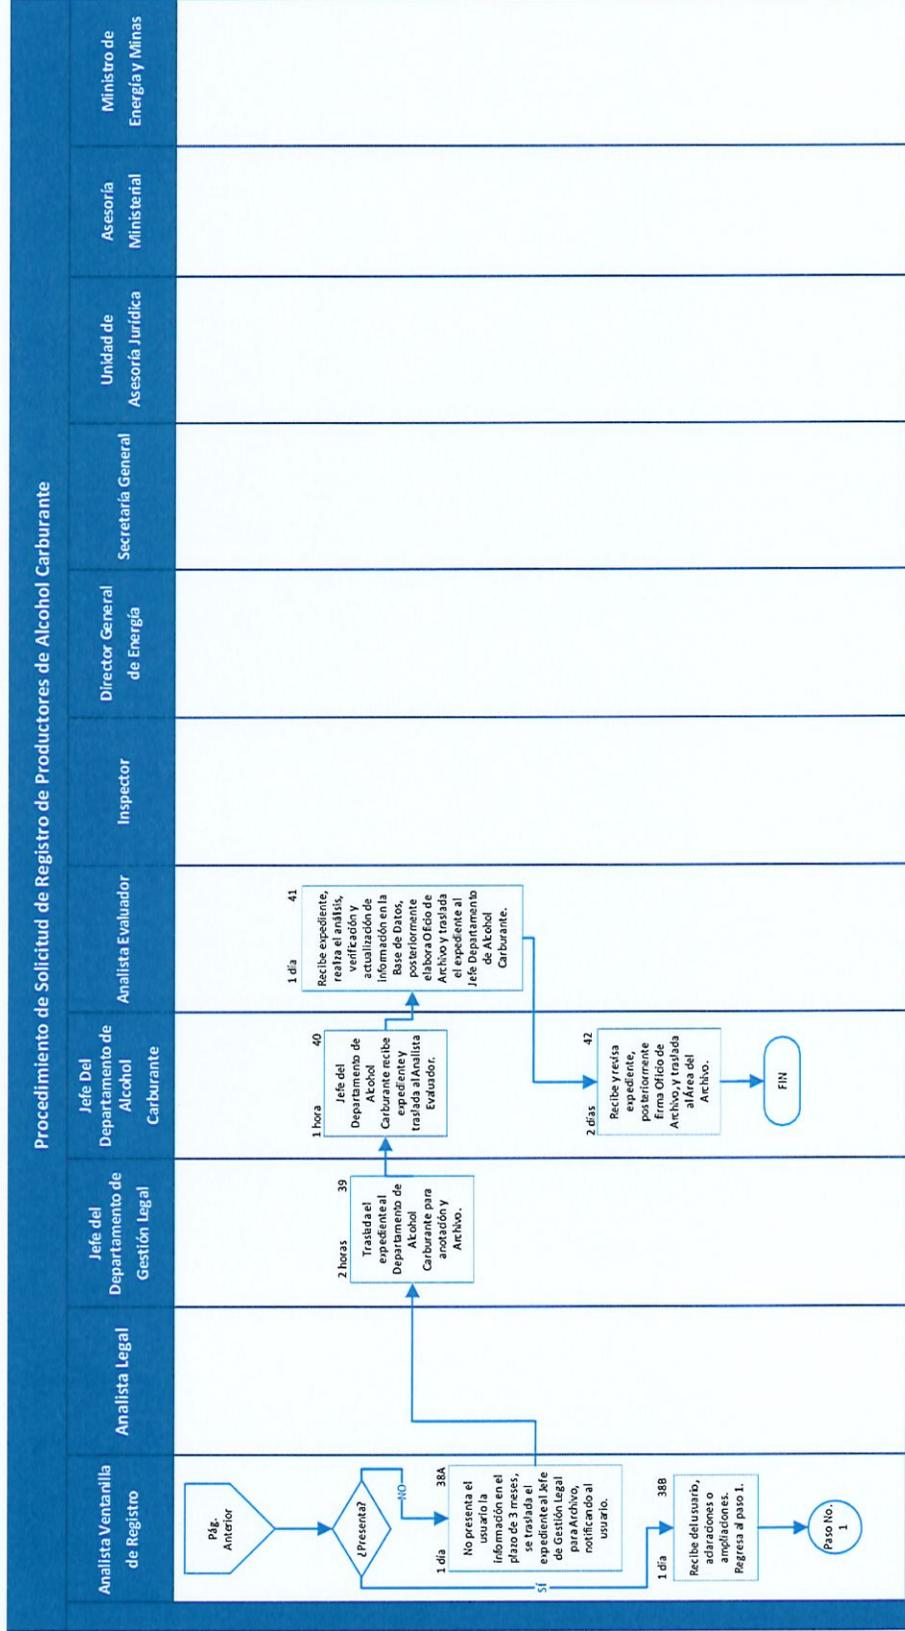 Procedimiento de Solicitud de Registro de Productores de Alcohol Carburante
Analista Ventanilla
de Registro
Analista Legal
Jefe del
Departamento de
Gestión Legal
Jefe Del
Departamento de
Alcohol
Carburante
Analista Evaluador
Inspector
Director General
de Energía
Secretaría General
Unidad de
Asesoría Jurídica
Asesoría
Ministerial
Ministro de
Energía y Minas
Pág.
Anterior
¿Presenta?
NO
1 día
38A
No presenta el
usuario la
información en el
plazo de 3 meses,
se traslada el
expediente al Jefe
de Gestión Legal
para Archivo,
notificando al
usuario.
SÍ
1 día
38B
Recibe del usuario,
aclaraciones o
ampliaciones.
Regresa al paso 1.
Paso No.
1
2 horas
39
Traslada el
expediente al
Departamento de
Alcohol
Carburante para
anotación y
Archivo.
1 hora
40
Jefe del
Departamento de
Alcohol
Carburante recibe
expediente y
traslada al Analista
Evaluador.
1 día
41
Recibe expediente,
realiza el análisis,
verificación y
actualización de
información en la
Base de Datos,
posteriormente
elabora Oficio de
Archivo y traslada
el expediente al
Jefe Departamento
de Alcohol
Carburante.
2 días
42
Recibe y revisa
expediente,
posteriormente
firma Oficio de
Archivo, y traslada
al Área del
Archivo.
FIN